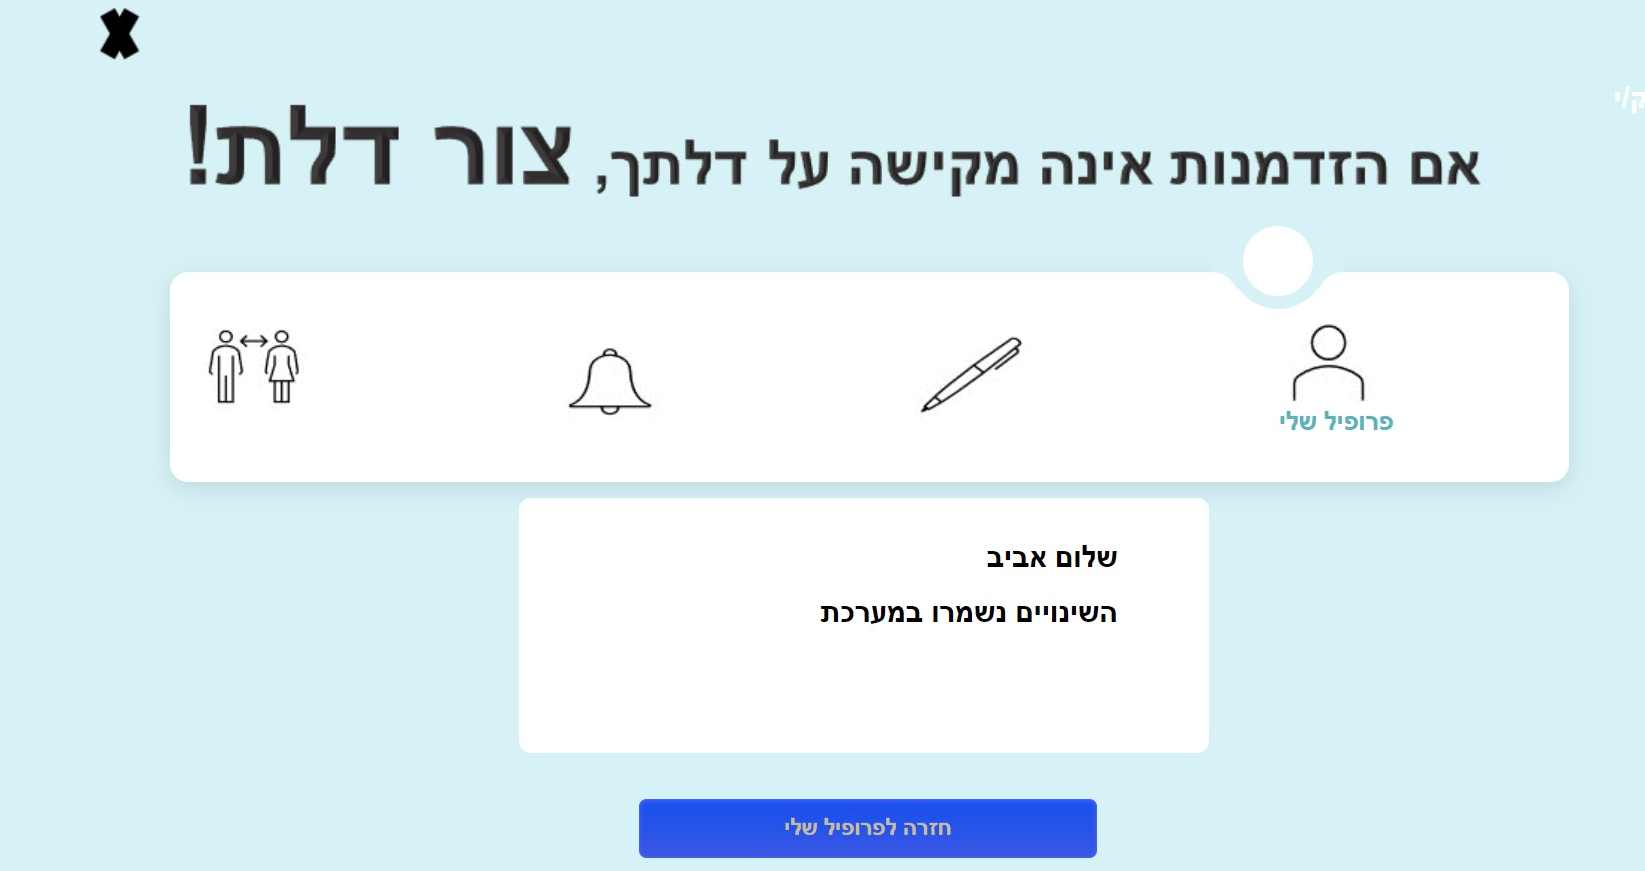 ק/י
אם הזדמנות אינה מקישה על דלתך, צור דלת!
פרופיל שלי
שלום אביב
השינויים נשמרו במערכת
חזרה לפרופיל שלי